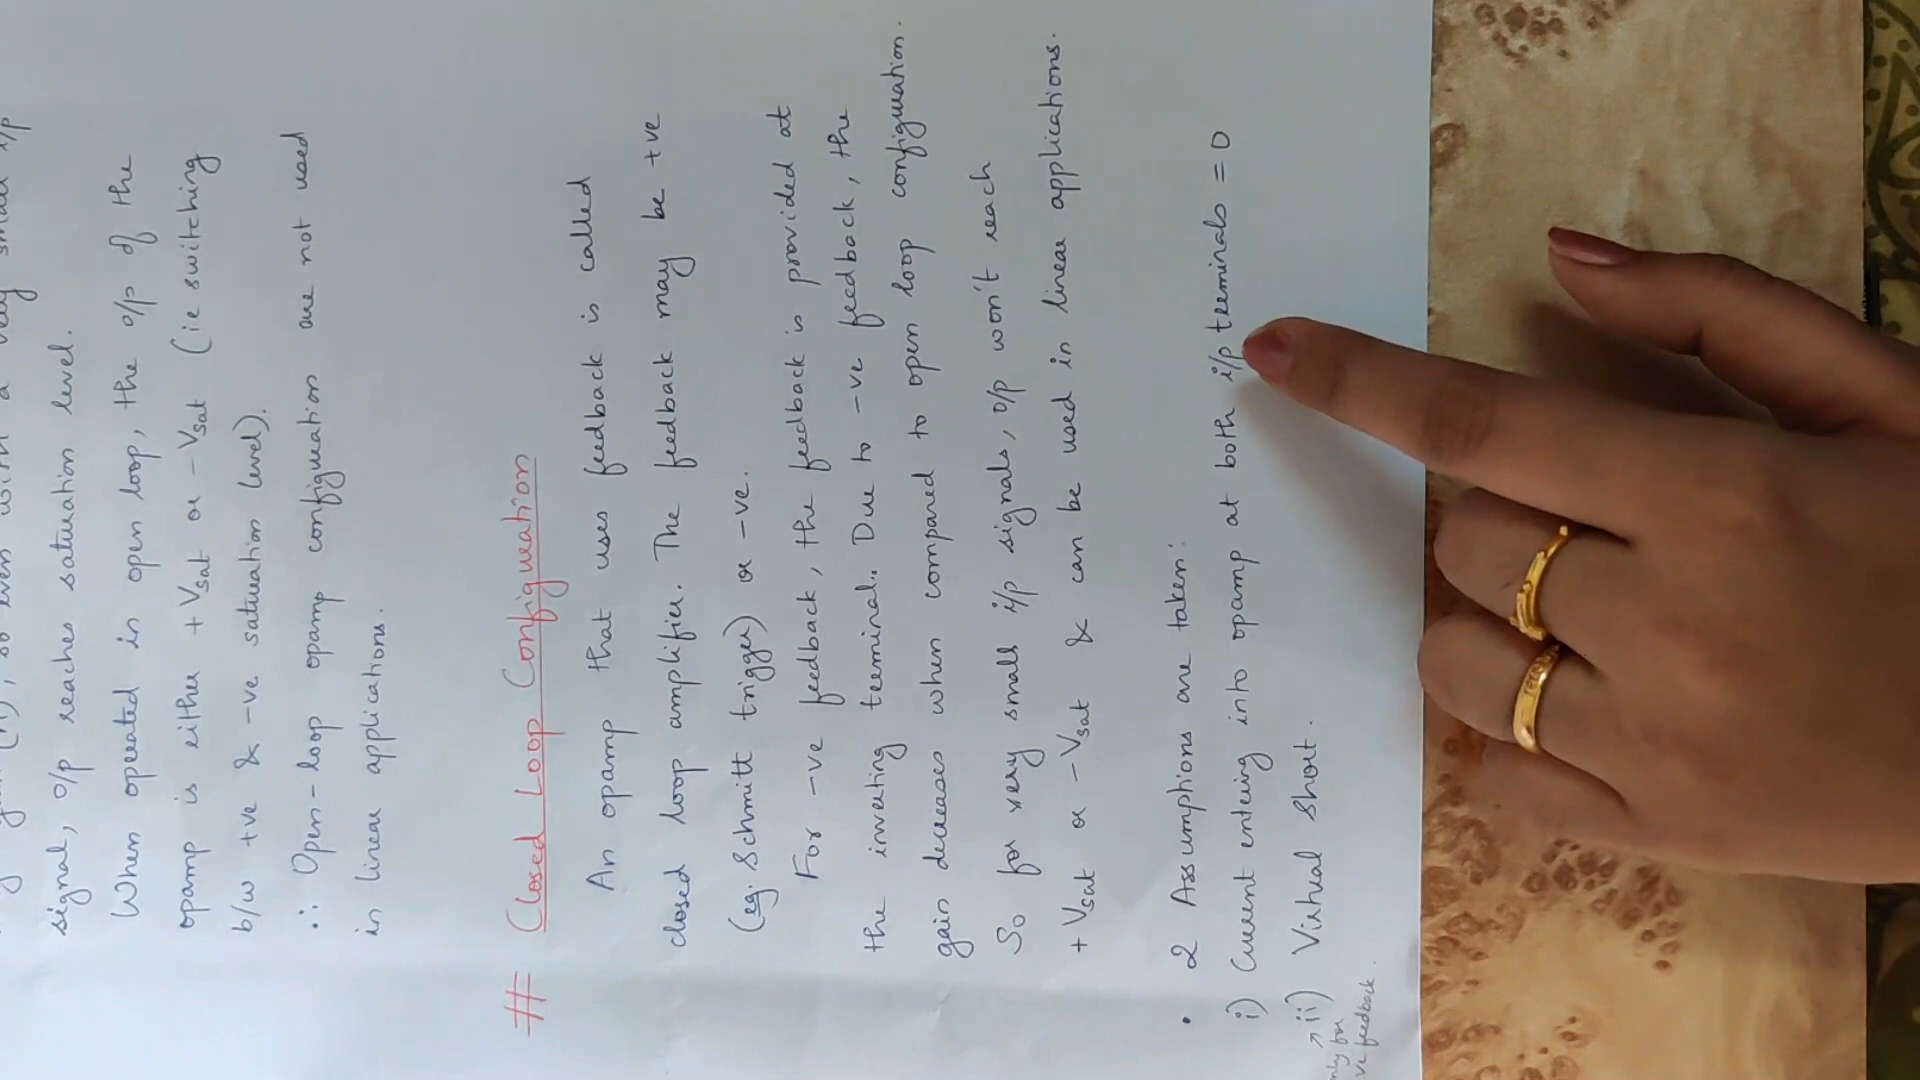 signal, o/p reaches saturation level.
When operated in open loop, the o/p of the
opamp is either + Vsat or - Vsat (ie switching
b/w +ve & -ve saturation level).
∴ Open-loop opamp configuration are not used
in linear applications.
# Closed Loop Configuration
An opamp that uses feedback is called
closed loop amplifier. The feedback may be +ve
(eg. Schmitt trigger) or -ve.
For -ve feedback, the feedback is provided at
the inverting terminal. Due to -ve feedback, the
gain decreases when compared to open loop configuration.
So for very small i/p signals, o/p won't reach
+ Vsat or - Vsat & can be used in linear applications.
• 2 Assumptions are taken:
i) Current entering into opamp at both i/p terminals = 0
ii) Virtual Short.
for
feedback.